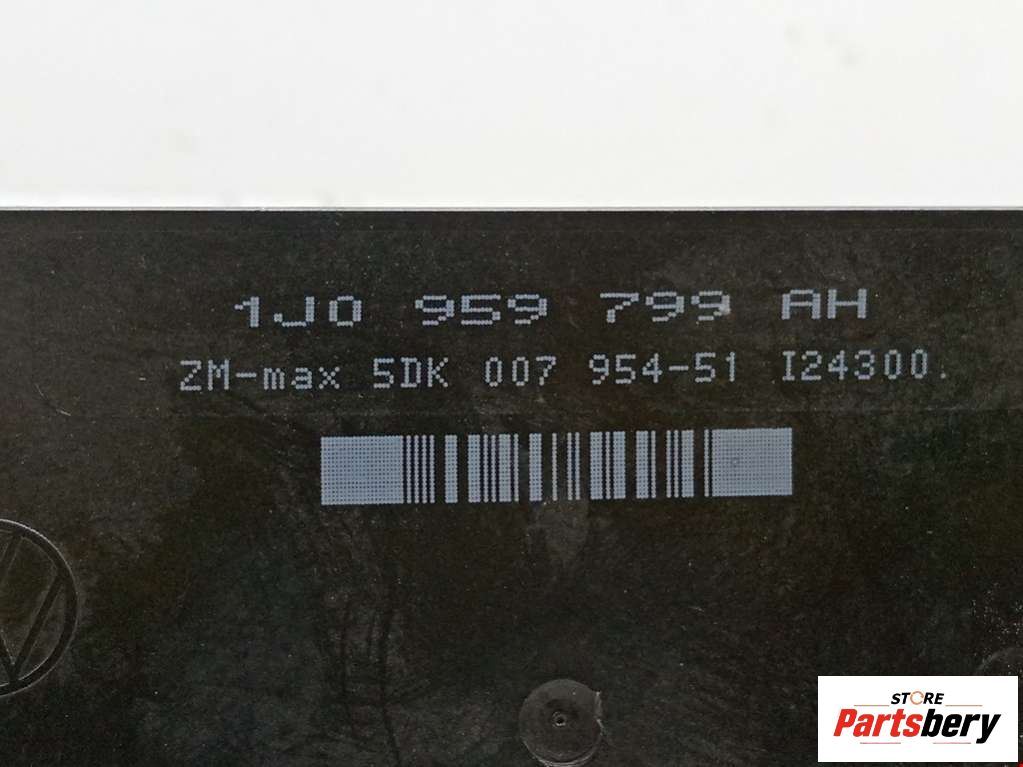 1J0 959 799 AH
ZM-max 5DK 007 954-51 I24300.
STORE
Partsbery